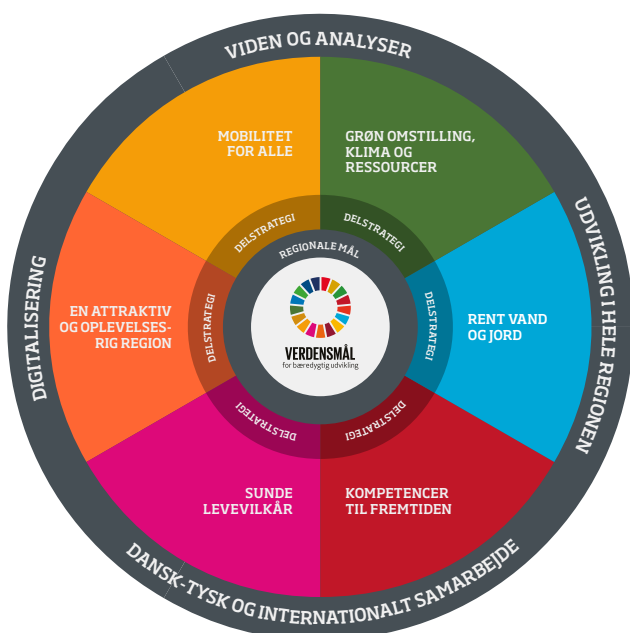 VIDEN OG ANALYSER
MOBILITET
FOR ALLE
GRØN OMSTILLING,
KLIMA OG
RESSOURCER
DELSTRATEGI
DELSTRATEGI
REGIONALE MÅL
DIGITALISERING
UDVIKLING I HELE REGIONEN
EN ATTRAKTIV
OG OPLEVELSES-
RIG REGION
DELSTRATEGI
VERDENSMÅL
for bæredygtig udvikling
DELSTRATEGI
RENT VAND
OG JORD
DELSTRATEGI
DELSTRATEGI
SUNDE
LEVEVILKÅR
KOMPETENCER
TIL FREMTIDEN
DANSK-TYSK OG INTERNATIONALT SAMARBEJDE